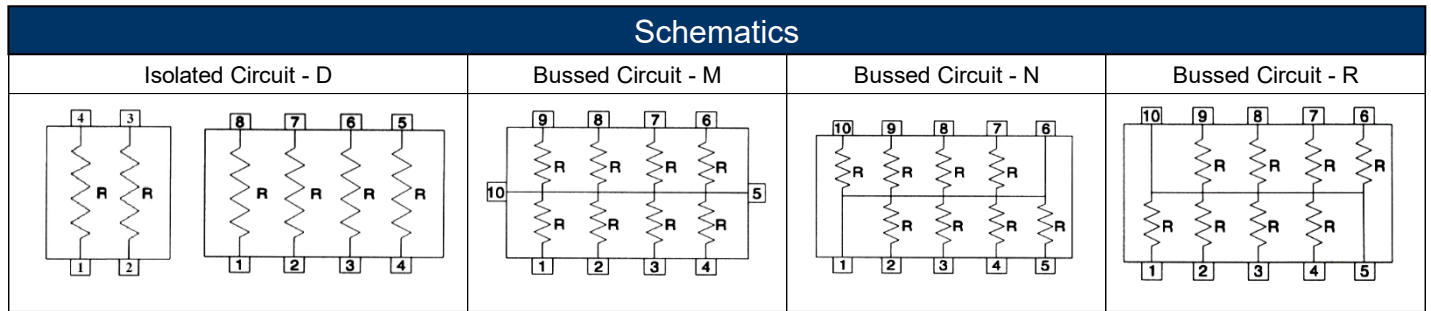 Schematics
Isolated Circuit - D
Bussed Circuit - M
Bussed Circuit - N
Bussed Circuit - R
4 3
R R
1 2
8 7 6 5
R R R R
1 2 3 4
9 8 7 6
R R R R
10 5
R R R R
1 2 3 4
10 9 8 7 6
R R R R
R R R R
1 2 3 4 5
10 9 8 7 6
R R R R
R R R R
1 2 3 4 5